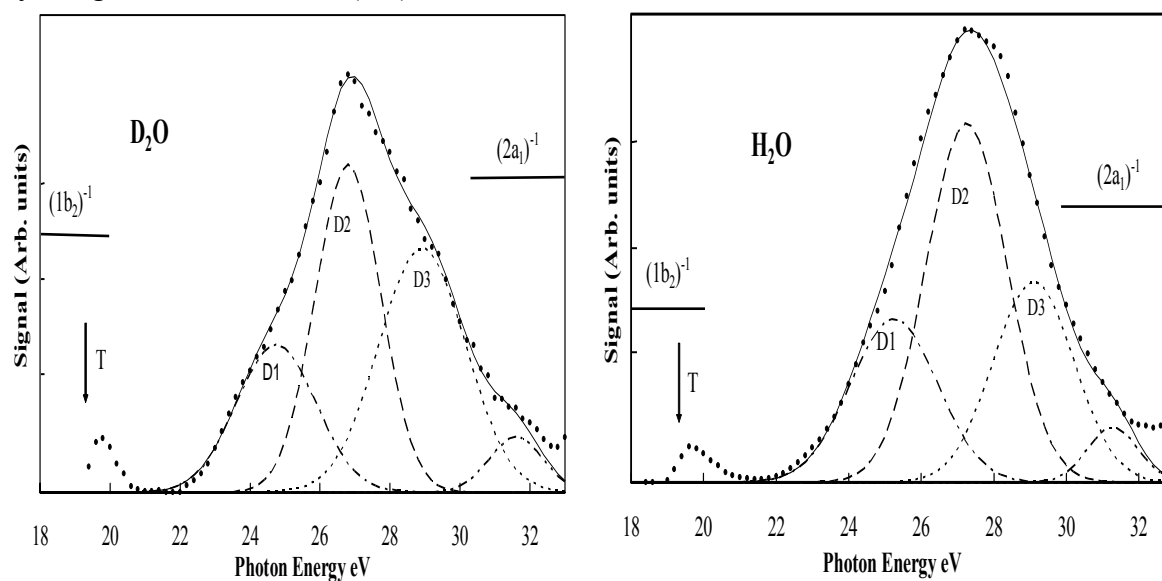 D₂O
(1b₂)⁻¹
(2a₁)⁻¹
T
D1
D2
D3
Signal (Arb. units)
18 20 22 24 26 28 30 32
Photon Energy eV
H₂O
(1b₂)⁻¹
(2a₁)⁻¹
T
D1
D2
D3
Signal (Arb. units)
18 20 22 24 26 28 30 32
Photon Energy eV